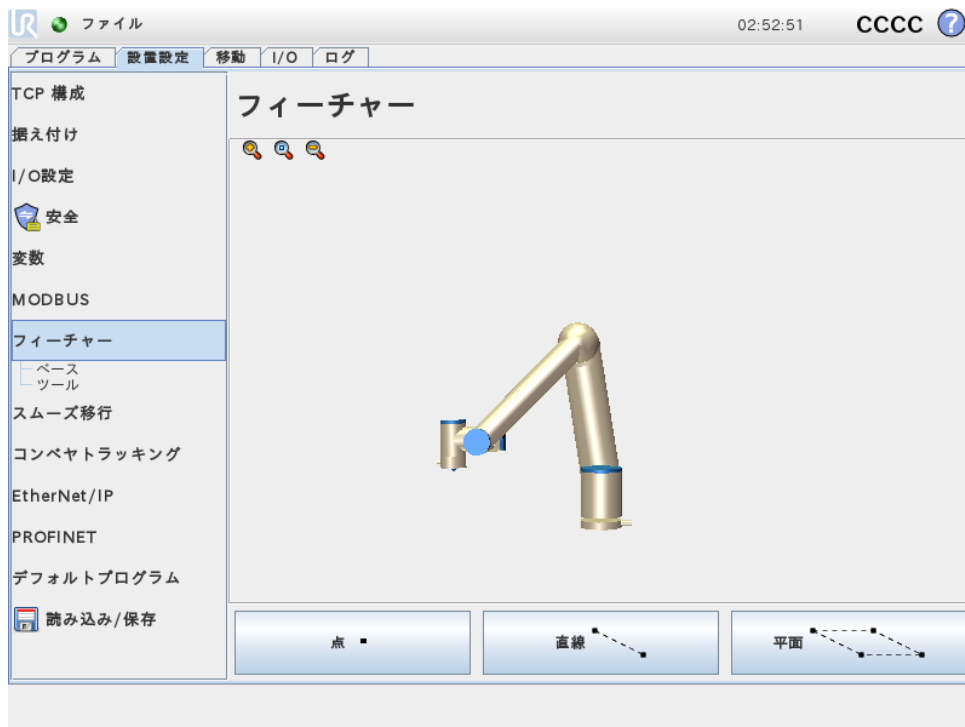 UR ファイル 02:52:51 CCCC ?
プログラム 設置設定 移動 I/O ログ
TCP 構成
据え付け
I/O設定
安全
変数
MODBUS
フィーチャー
ベース
ツール
スムーズ移行
コンベヤトラッキング
EtherNet/IP
PROFINET
デフォルトプログラム
読み込み/保存
フィーチャー
点 直線 平面